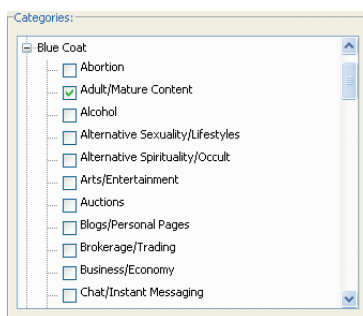 Categories:
Blue Coat
Abortion
Adult/Mature Content
Alcohol
Alternative Sexuality/Lifestyles
Alternative Spirituality/Occult
Arts/Entertainment
Auctions
Blogs/Personal Pages
Brokerage/Trading
Business/Economy
Chat/Instant Messaging